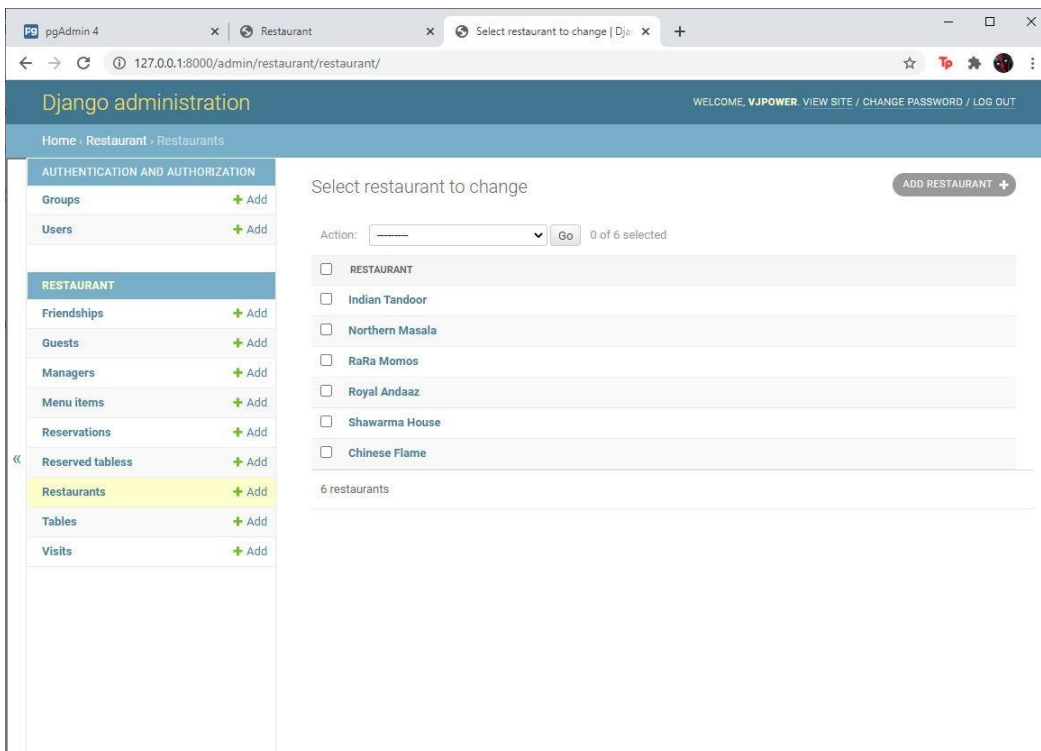 pgAdmin 4
Restaurant
Select restaurant to change | Dja
127.0.0.1:8000/admin/restaurant/restaurant/
Tp
Django administration
WELCOME, VJPOWER. VIEW SITE / CHANGE PASSWORD / LOG OUT
Home › Restaurant › Restaurants
AUTHENTICATION AND AUTHORIZATION
Groups + Add
Users + Add
RESTAURANT
Friendships + Add
Guests + Add
Managers + Add
Menu items + Add
Reservations + Add
Reserved tabless + Add
Restaurants + Add
Tables + Add
Visits + Add
«
Select restaurant to change
ADD RESTAURANT +
Action: --------- Go 0 of 6 selected
RESTAURANT
Indian Tandoor
Northern Masala
RaRa Momos
Royal Andaaz
Shawarma House
Chinese Flame
6 restaurants